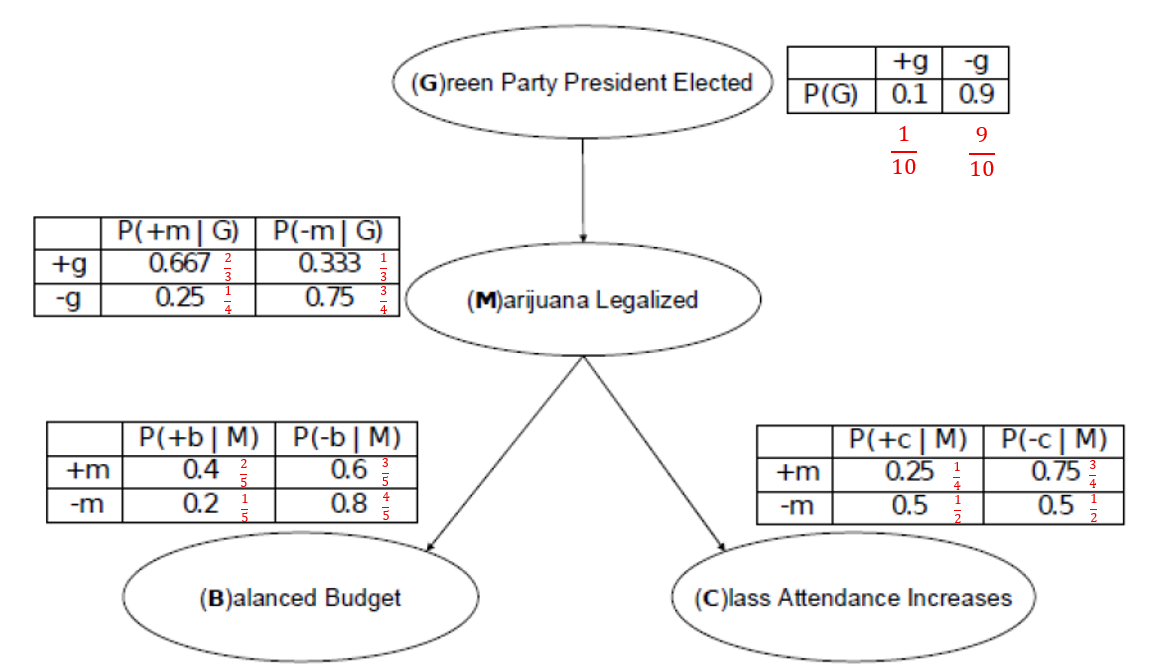 (G)reen Party President Elected
+g -g
P(G) 0.1 0.9
1/10 9/10
P(+m | G) P(-m | G)
+g 0.667 2/3 0.333 1/3
-g 0.25 1/4 0.75 3/4
(M)arijuana Legalized
P(+b | M) P(-b | M)
+m 0.4 2/5 0.6 3/5
-m 0.2 1/5 0.8 4/5
P(+c | M) P(-c | M)
+m 0.25 1/4 0.75 3/4
-m 0.5 1/2 0.5 1/2
(B)alanced Budget
(C)lass Attendance Increases